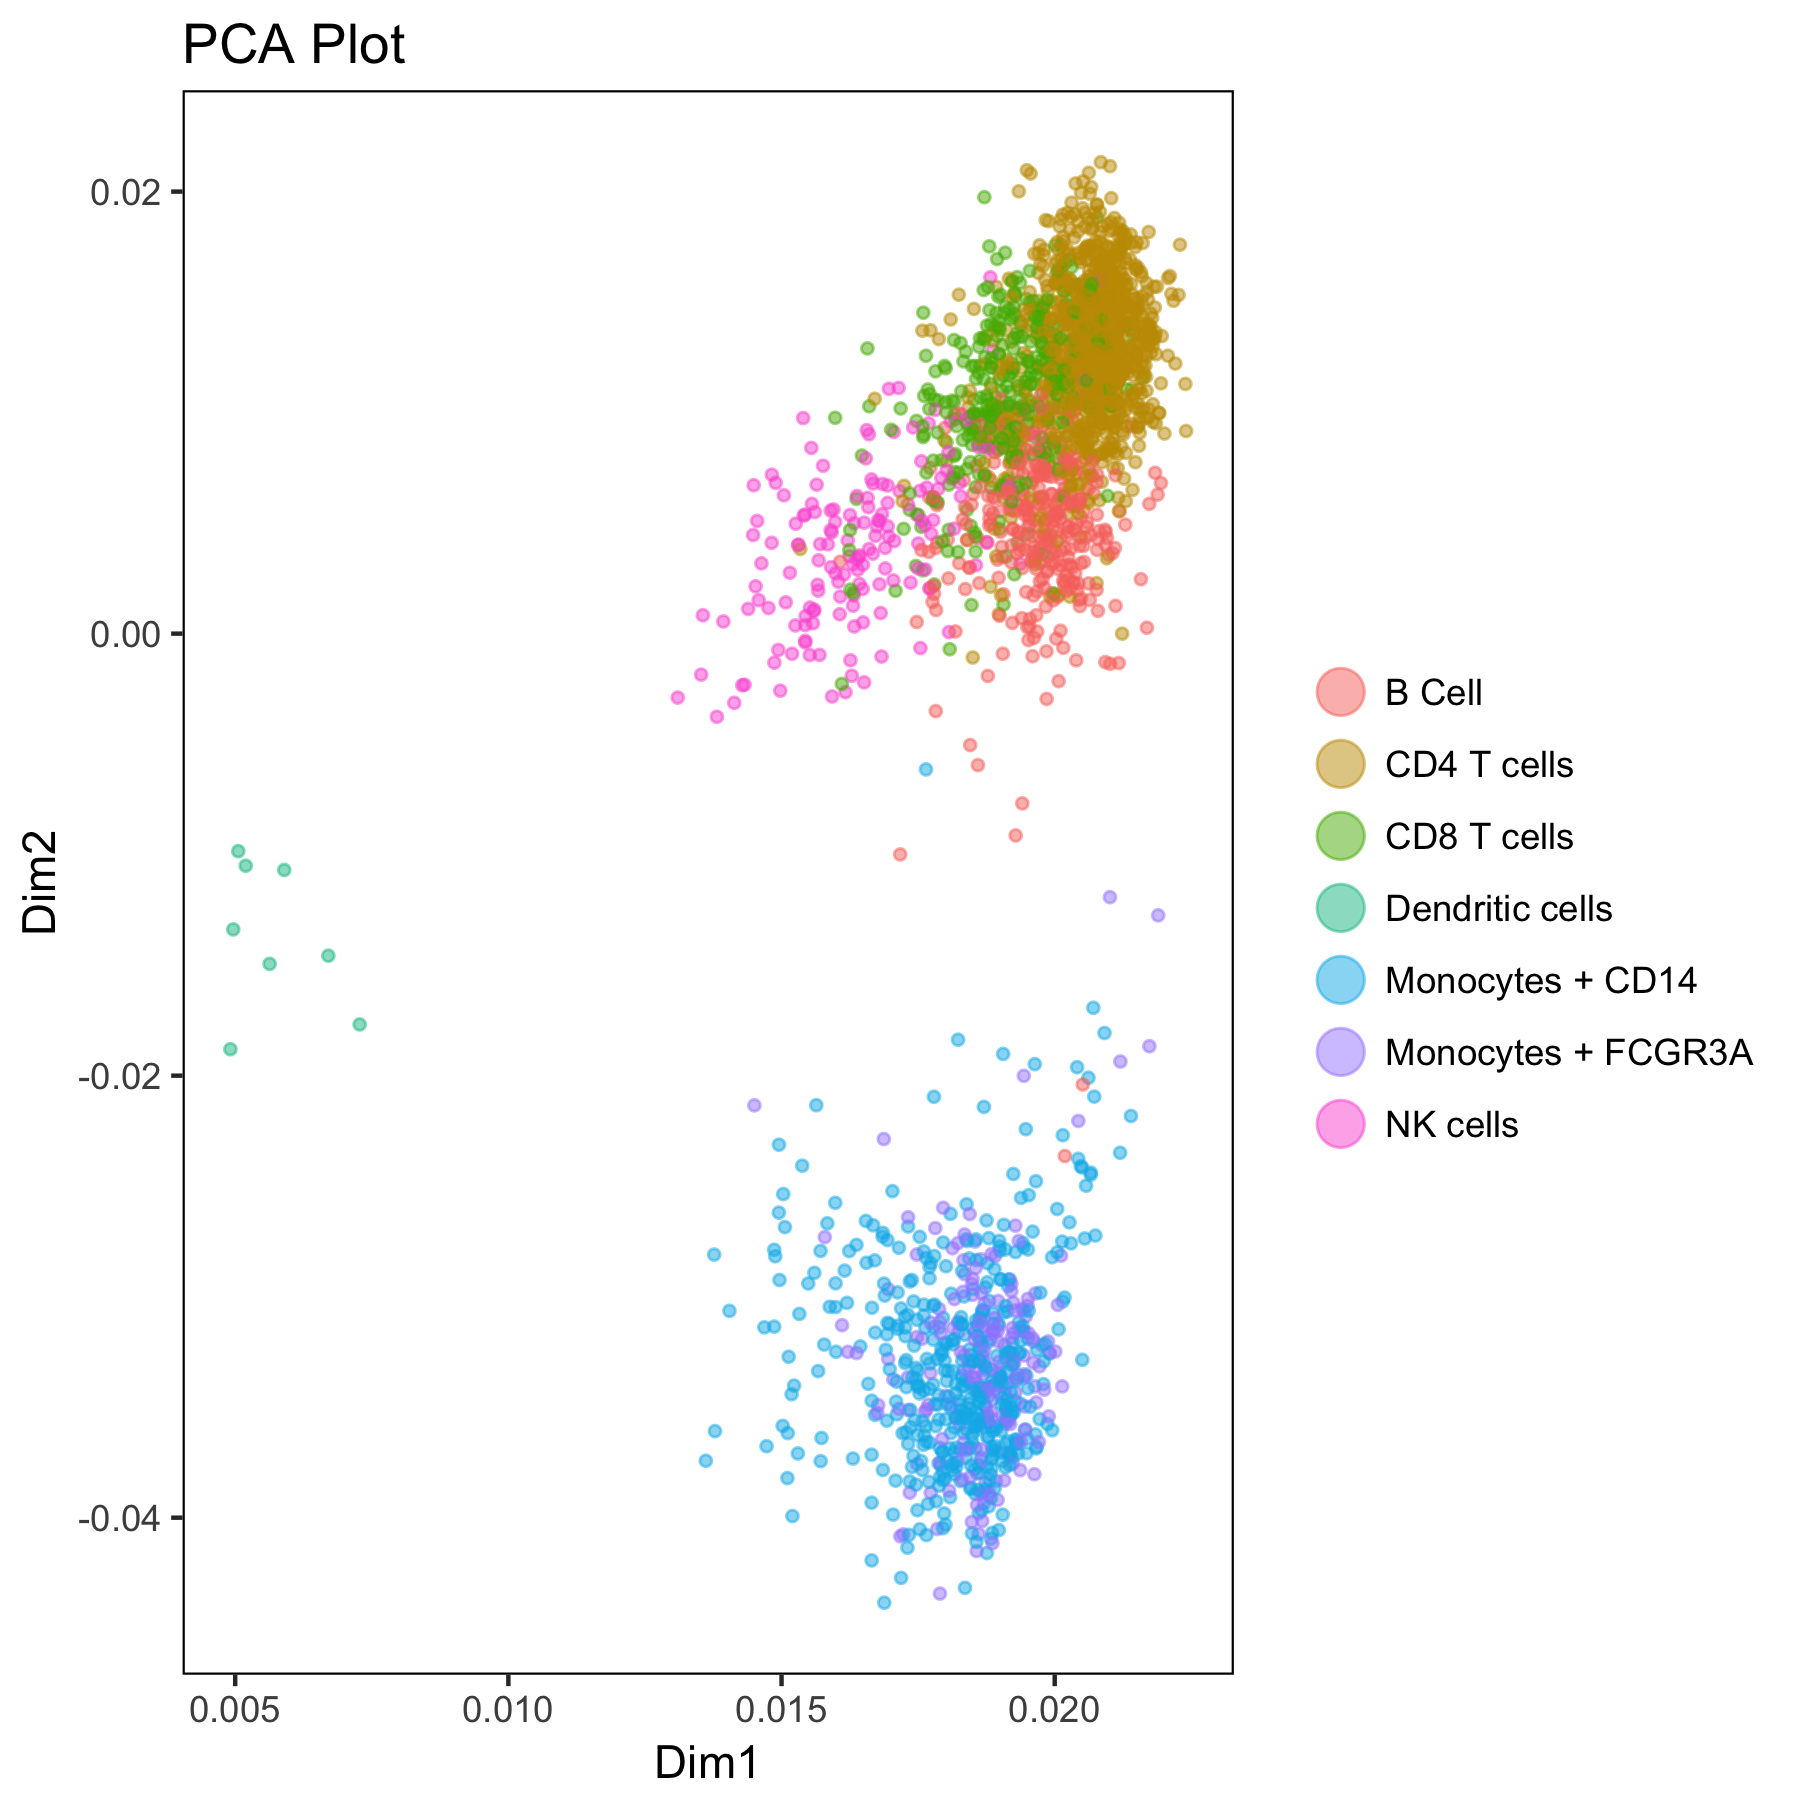 PCA Plot
0.02
0.00
-0.02
-0.04
Dim2
0.005 0.010 0.015 0.020
Dim1
B Cell
CD4 T cells
CD8 T cells
Dendritic cells
Monocytes + CD14
Monocytes + FCGR3A
NK cells